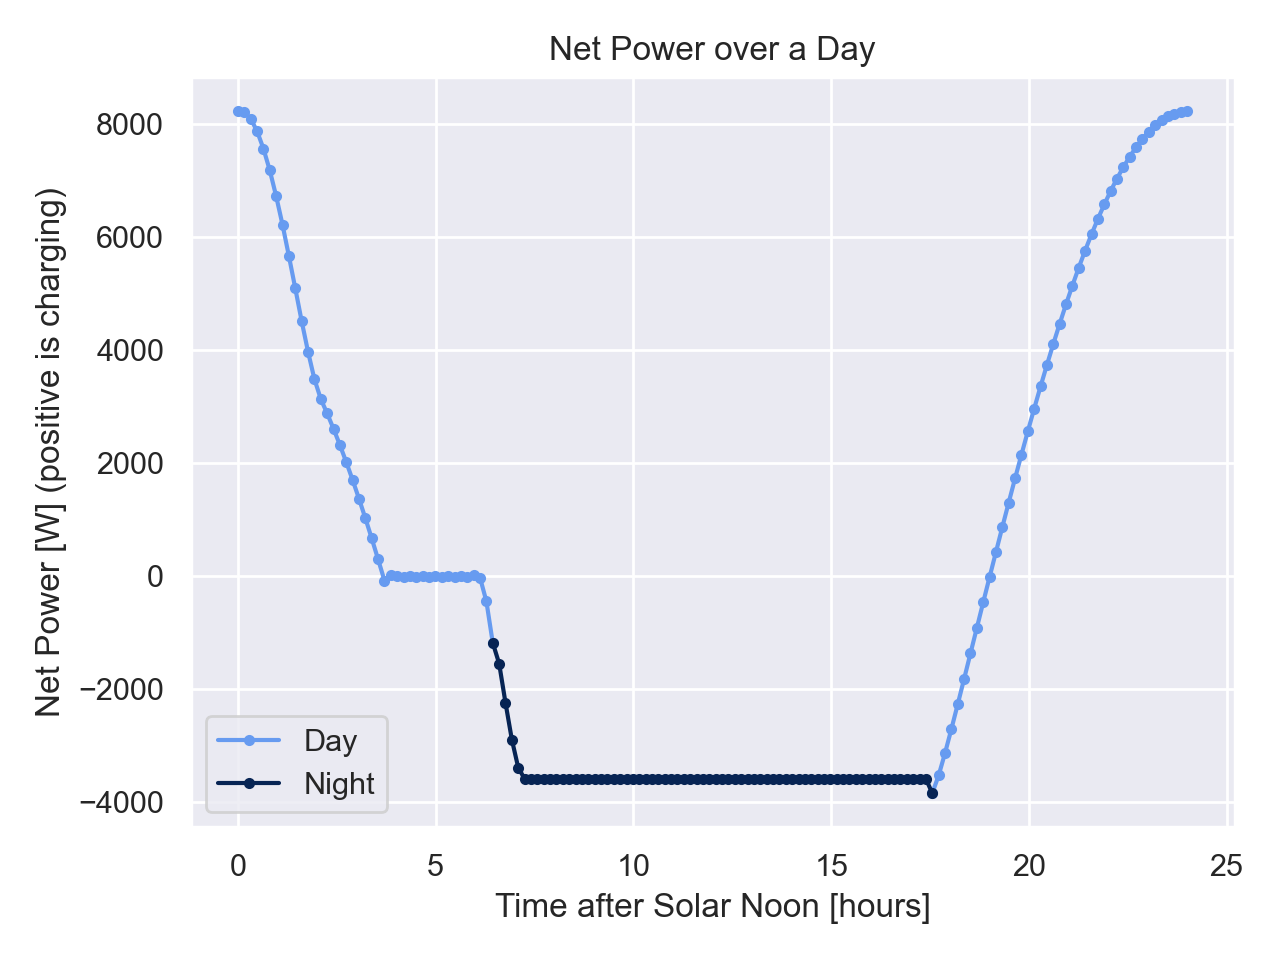 Net Power over a Day
Net Power [W] (positive is charging)
8000
6000
4000
2000
0
−2000
−4000
Day
Night
0 5 10 15 20 25
Time after Solar Noon [hours]